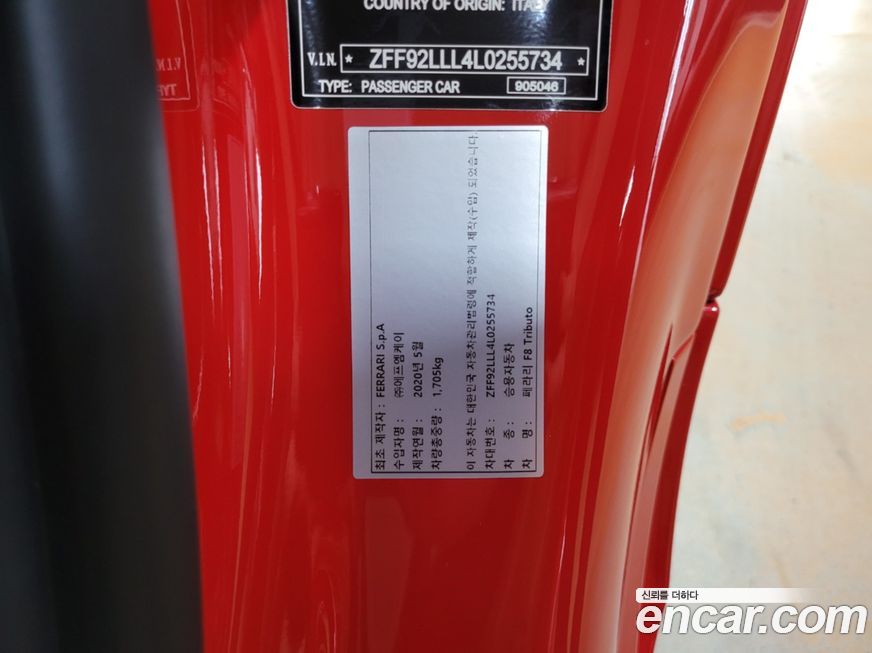 COUNTRY OF ORIGIN: ITALY
V.I.N. * ZFF92LLL4L0255734 *
TYPE: PASSENGER CAR 905046
최초 제작자 : FERRARI S.p.A
수입자명 : ㈜에프엠케이
제작연월 : 2020년 5월
차량총중량 : 1,705kg
이 자동차는 대한민국 자동차관리법령에 적합하게 제작(수입) 되었습니다.
차대번호 : ZFF92LLL4L0255734
차 종 : 승용자동차
차 명 : 페라리 F8 Tributo
신뢰를 더하다
encar.com